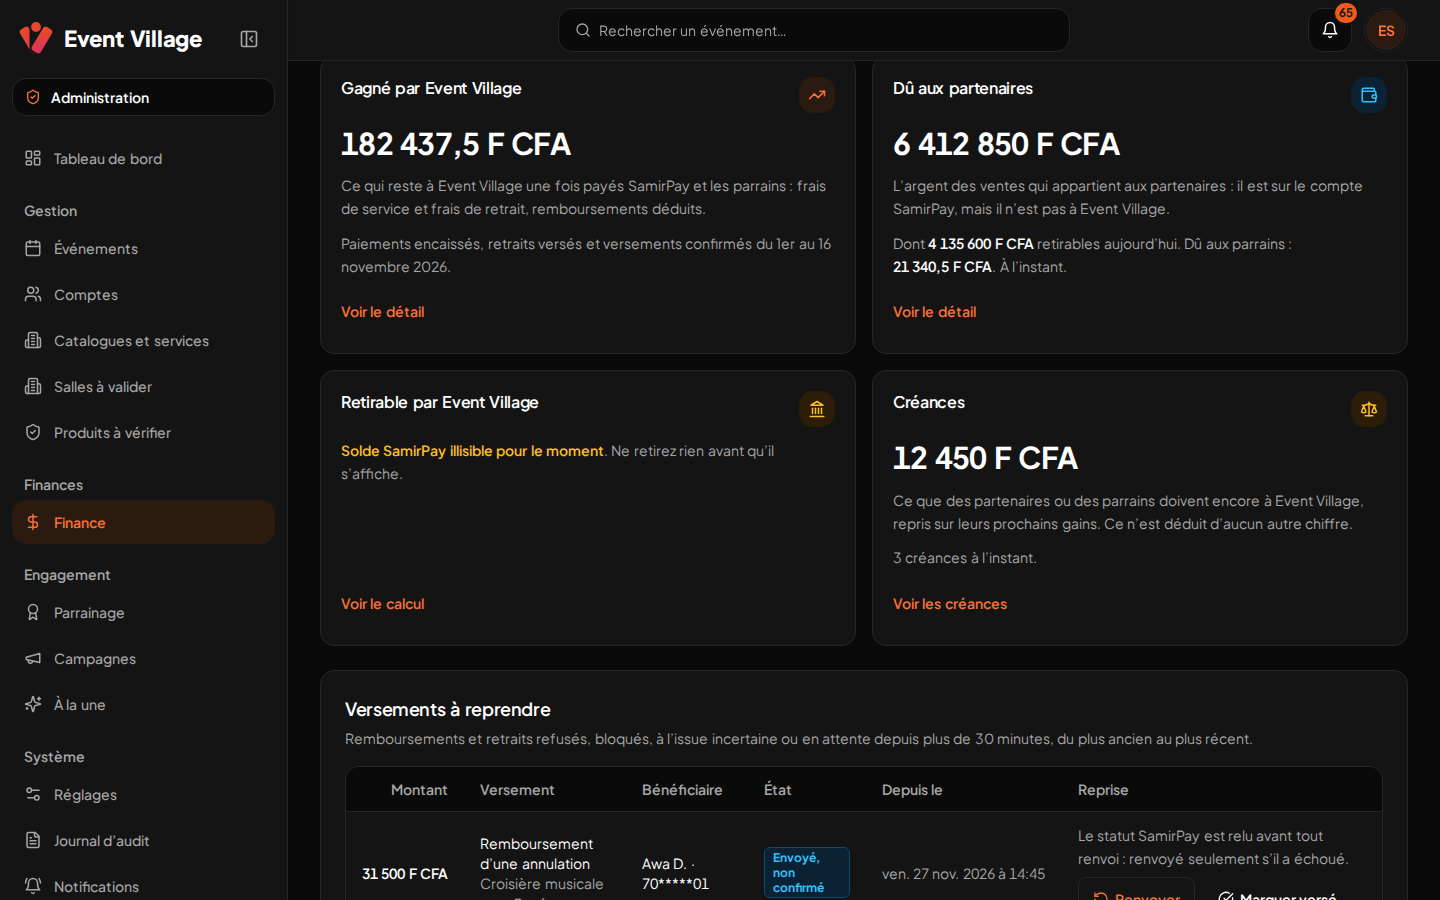 Event Village
Rechercher un événement...
65
ES
Administration
Tableau de bord
Gestion
Événements
Comptes
Catalogues et services
Salles à valider
Produits à vérifier
Finances
Finance
Engagement
Parrainage
Campagnes
À la une
Système
Réglages
Journal d'audit
Notifications
Gagné par Event Village
182 437,5 F CFA
Ce qui reste à Event Village une fois payés SamirPay et les parrains : frais
de service et frais de retrait, remboursements déduits.
Paiements encaissés, retraits versés et versements confirmés du 1er au 16
novembre 2026.
Voir le détail
Dû aux partenaires
6 412 850 F CFA
L'argent des ventes qui appartient aux partenaires : il est sur le compte
SamirPay, mais il n'est pas à Event Village.
Dont 4 135 600 F CFA retirables aujourd'hui. Dû aux parrains :
21 340,5 F CFA. À l'instant.
Voir le détail
Retirable par Event Village
Solde SamirPay illisible pour le moment. Ne retirez rien avant qu'il
s'affiche.
Voir le calcul
Créances
12 450 F CFA
Ce que des partenaires ou des parrains doivent encore à Event Village,
repris sur leurs prochains gains. Ce n'est déduit d'aucun autre chiffre.
3 créances à l'instant.
Voir les créances
Versements à reprendre
Remboursements et retraits refusés, bloqués, à l'issue incertaine ou en attente depuis plus de 30 minutes, du plus ancien au plus récent.
Montant Versement Bénéficiaire État Depuis le Reprise
31 500 F CFA
Remboursement
d'une annulation
Croisière musicale
Awa D. ·
70*****01
Envoyé,
non
confirmé
ven. 27 nov. 2026 à 14:45
Le statut SamirPay est relu avant tout
renvoi : renvoyé seulement s'il a échoué.
Renvoyer
Marquer versé